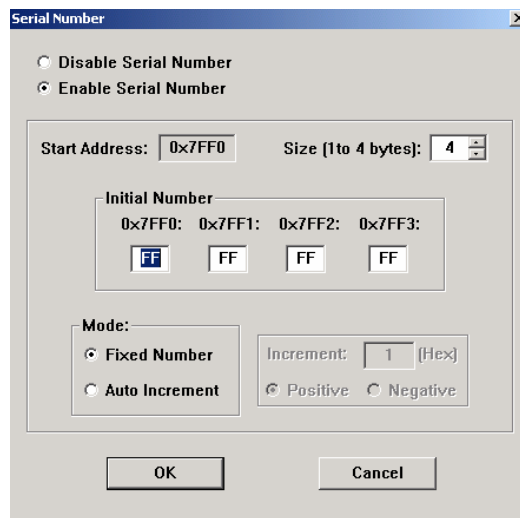 Serial Number
Disable Serial Number
Enable Serial Number
Start Address: 0x7FF0 Size (1to 4 bytes): 4
Initial Number
0x7FF0: 0x7FF1: 0x7FF2: 0x7FF3:
FF FF FF FF
Mode:
Fixed Number Increment: 1 (Hex)
Auto Increment Positive Negative
OK Cancel